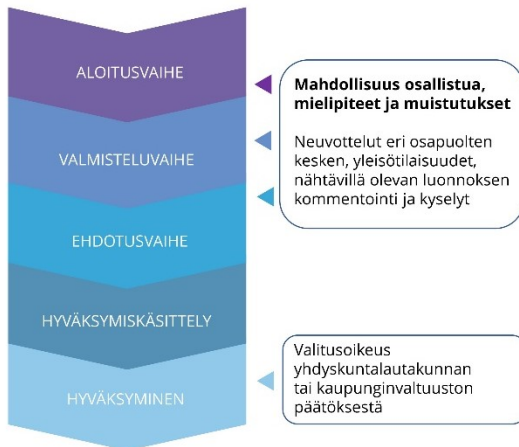 ALOITUSVAIHE
VALMISTELUVAIHE
EHDOTUSVAIHE
HYVÄKSYMISKÄSITTELY
HYVÄKSYMINEN
Mahdollisuus osallistua,
mielipiteet ja muistutukset
Neuvottelut eri osapuolten
kesken, yleisötilaisuudet,
nähtävillä olevan luonnoksen
kommentointi ja kyselyt
Valitusoikeus
yhdyskuntalautakunnan
tai kaupunginvaltuuston
päätöksestä